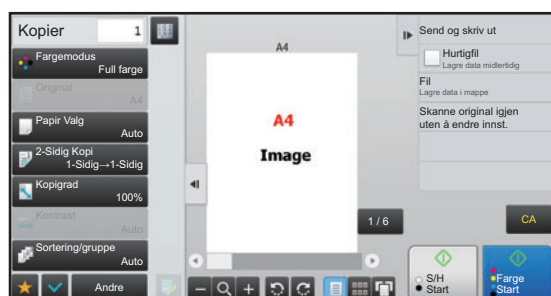 Kopier
1
Fargemodus
Full farge
Original
A4
Papir Valg
Auto
2-Sidig Kopi
1-Sidig→1-Sidig
Kopigrad
100%
Kontrast
Auto
Sortering/gruppe
Auto
Andre
A4
A4
Image
1 / 6
Send og skriv ut
Hurtigfil
Lagre data midlertidig
Fil
Lagre data i mappe
Skanne original igjen
uten å endre innst.
CA
S/H
Start
Farge
Start